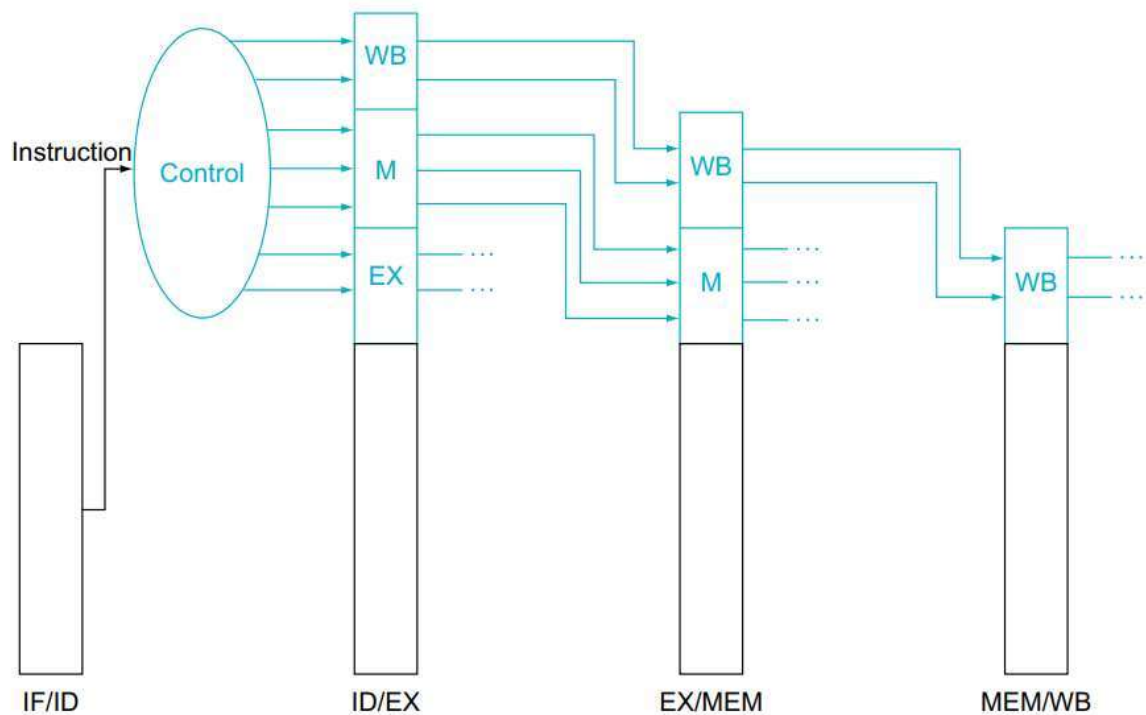 WB
Instruction
Control
M
WB
EX
...
...
M
...
...
...
WB
...
...
IF/ID
ID/EX
EX/MEM
MEM/WB